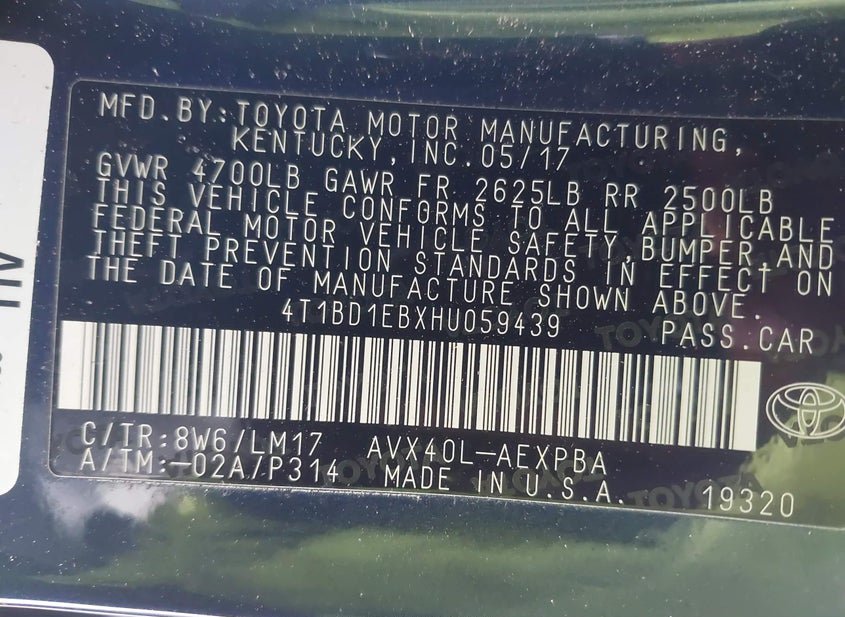 MFD.BY:TOYOTA MOTOR MANUFACTURING,
KENTUCKY,INC.05/17
GVWR 4700LB GAWR FR 2625LB RR 2500LB
THIS VEHICLE CONFORMS TO ALL APPLICABLE
FEDERAL MOTOR VEHICLE SAFETY,BUMPER,AND
THEFT PREVENTION STANDARDS IN EFFECT ON
THE DATE OF MANUFACTURE SHOWN ABOVE.
4T1BD1EBXHU059439 PASS.CAR
C/TR:8W6/LM17 AVX40L-AEXPBA
A/TM:-02A/P314 MADE IN U.S.A. 19320